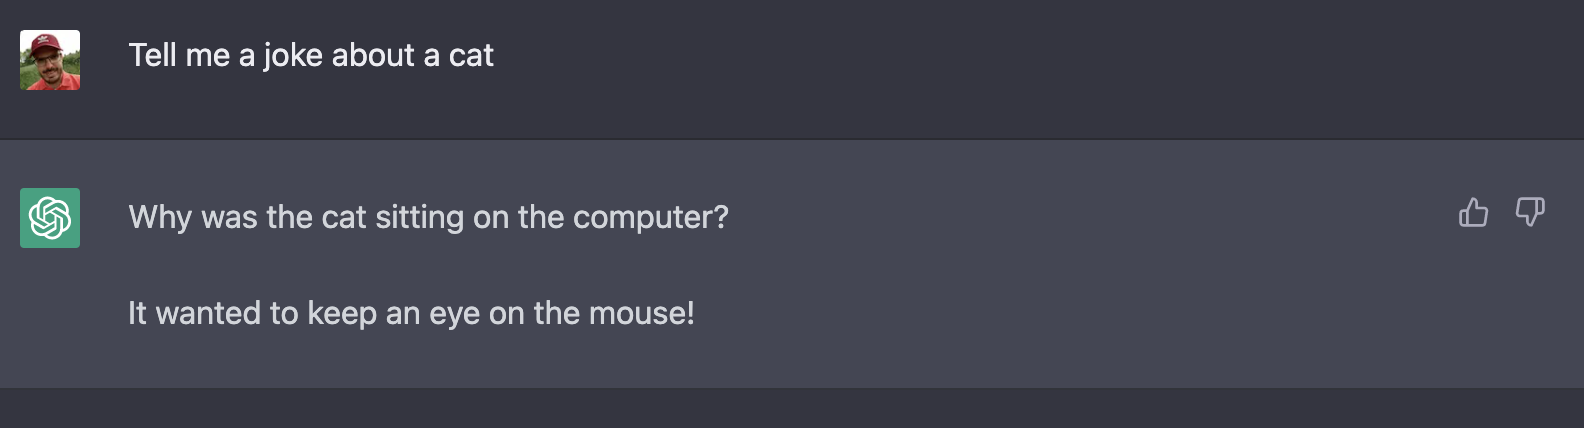 Tell me a joke about a cat
Why was the cat sitting on the computer?
It wanted to keep an eye on the mouse!